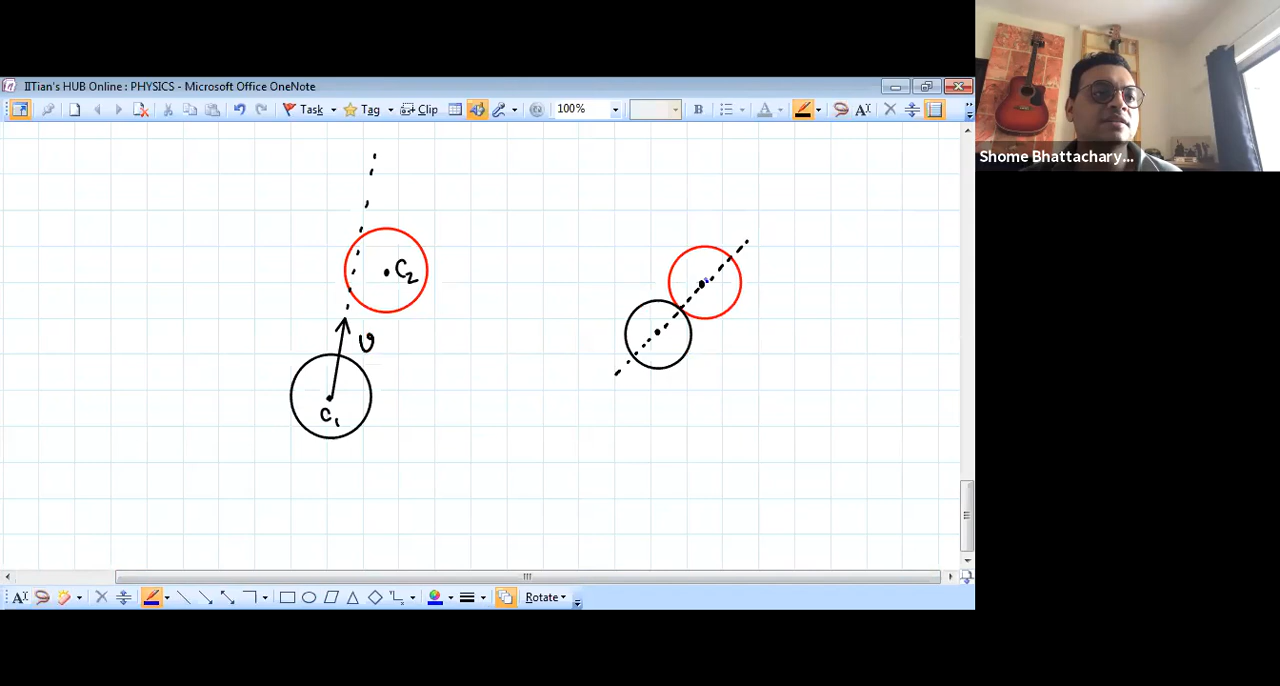 IITian's HUB Online : PHYSICS - Microsoft Office OneNote
Task Tag Clip 100% B A
Shome Bhattachary...
C₂
v
C₁
Rotate